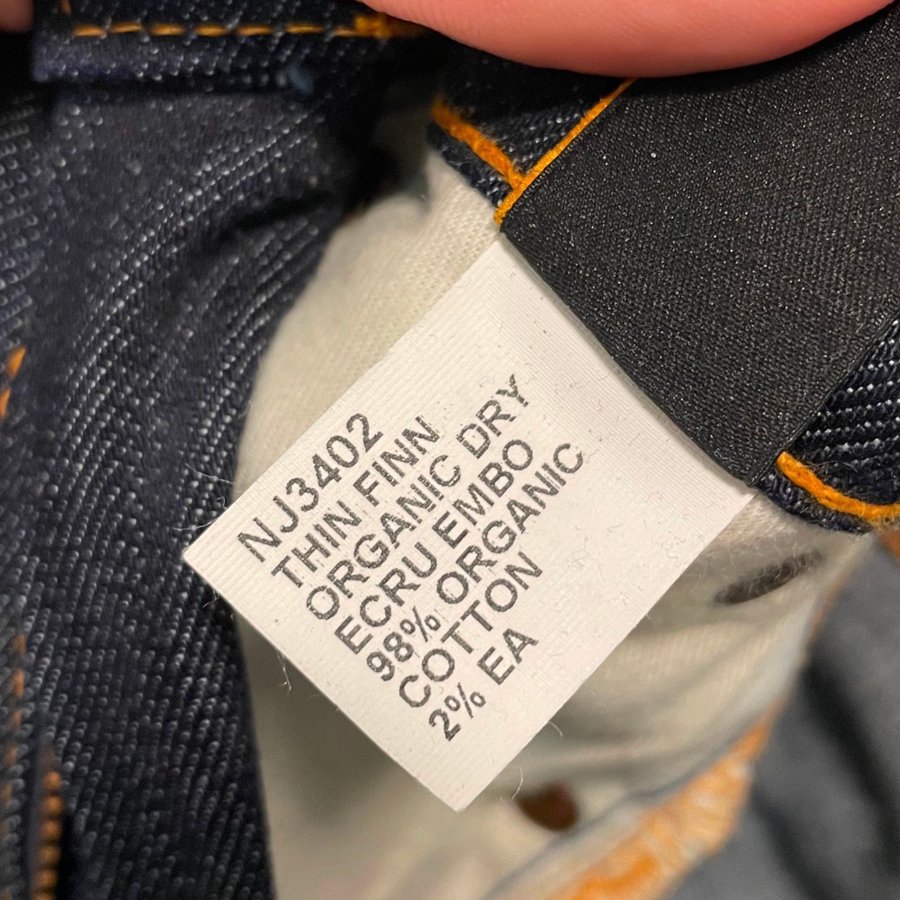 NJ3402
THIN FINN
ORGANIC DRY
ECRU EMBO
98% ORGANIC
COTTON
2% EA